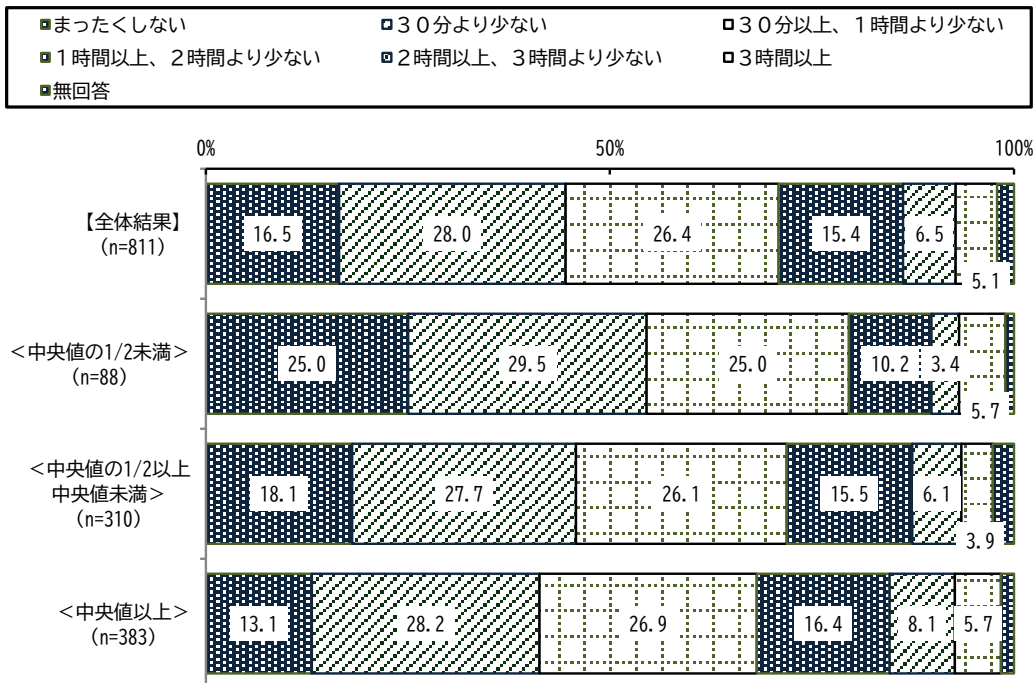 まったくしない
３０分より少ない
３０分以上、１時間より少ない
１時間以上、２時間より少ない
２時間以上、３時間より少ない
３時間以上
無回答
0%
50%
100%
【全体結果】
(n=811)
16.5
28.0
26.4
15.4
6.5
5.1
＜中央値の1/2未満＞
(n=88)
25.0
29.5
25.0
10.2
3.4
5.7
＜中央値の1/2以上
中央値未満＞
(n=310)
18.1
27.7
26.1
15.5
6.1
3.9
＜中央値以上＞
(n=383)
13.1
28.2
26.9
16.4
8.1
5.7